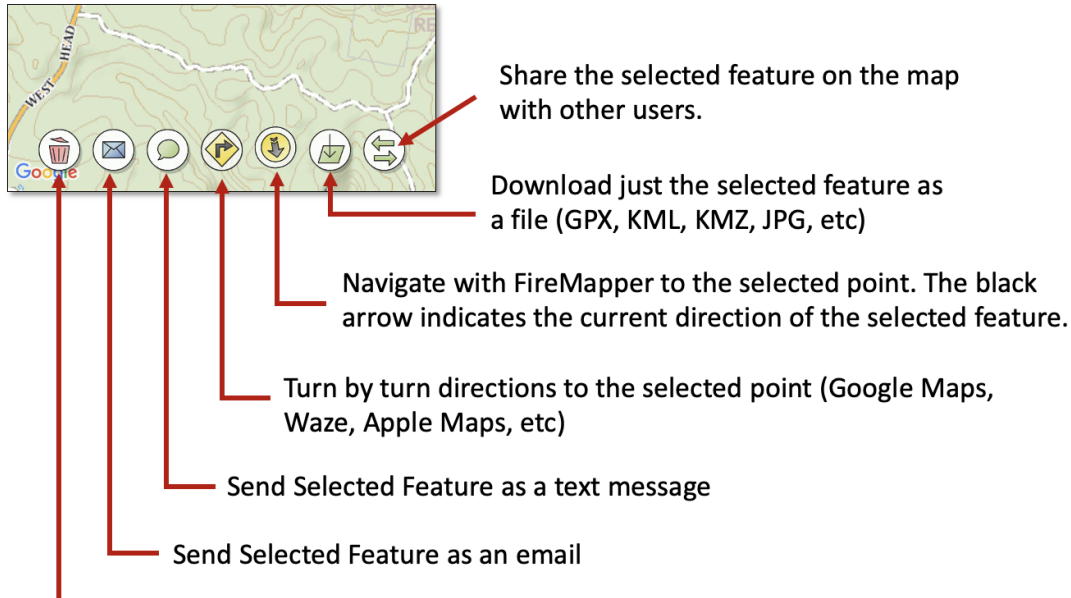 RE
WEST HEAD
Google
Share the selected feature on the map
with other users.
Download just the selected feature as
a file (GPX, KML, KMZ, JPG, etc)
Navigate with FireMapper to the selected point. The black
arrow indicates the current direction of the selected feature.
Turn by turn directions to the selected point (Google Maps,
Waze, Apple Maps, etc)
Send Selected Feature as a text message
Send Selected Feature as an email